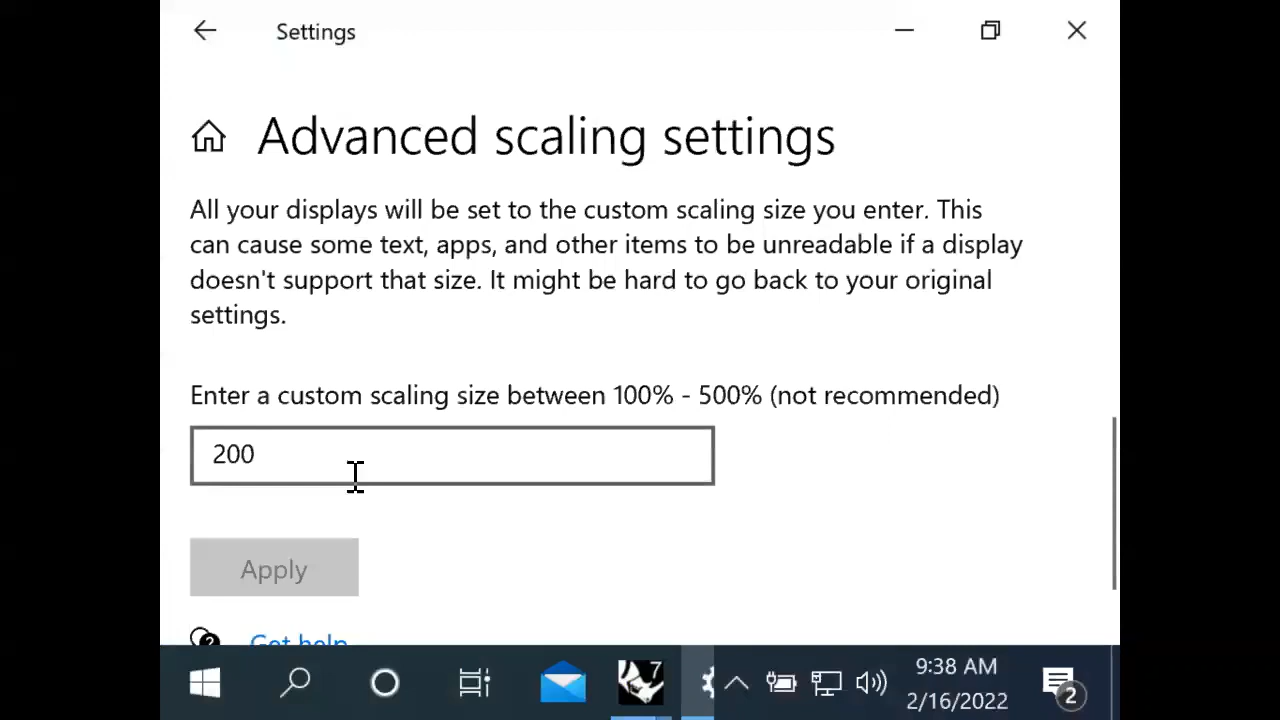 Settings
Advanced scaling settings
All your displays will be set to the custom scaling size you enter. This
can cause some text, apps, and other items to be unreadable if a display
doesn't support that size. It might be hard to go back to your original
settings.
Enter a custom scaling size between 100% - 500% (not recommended)
200
Apply
Get help
7
9:38 AM
2/16/2022
2